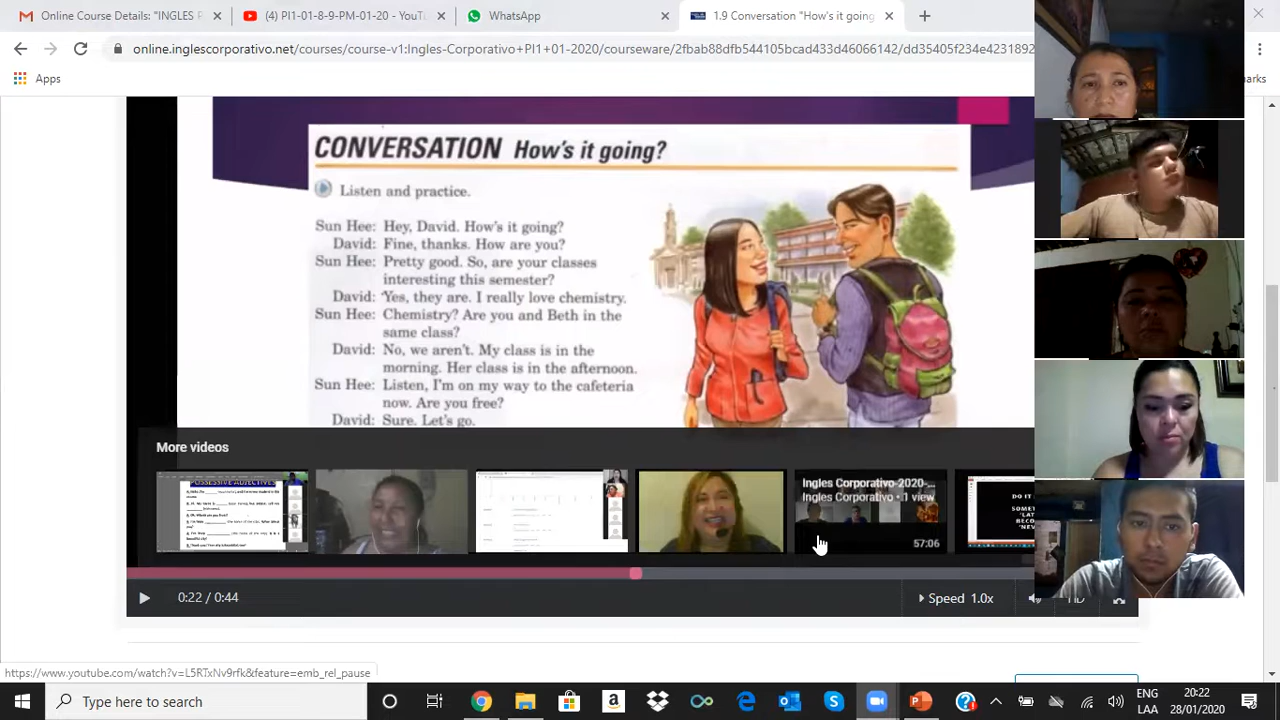 Online Course Details: "INGLES P
(4) PI1-01-8-9-PM-01-20 - YouT
WhatsApp
1.9 Conversation "How's it going
online.inglescorporativo.net/courses/course-v1:Ingles-Corporativo+PI1+01-2020/courseware/2fbab88dfb544105bcad433d46066142/dd35405f234e4231892
Apps
CONVERSATION How's it going?
Listen and practice.
Sun Hee: Hey, David. How's it going?
David: Fine, thanks. How are you?
Sun Hee: Pretty good. So, are your classes
interesting this semester?
David: Yes, they are. I really love chemistry.
Sun Hee: Chemistry? Are you and Beth in the
same class?
David: No, we aren't. My class is in the
morning. Her class is in the afternoon.
Sun Hee: Listen, I'm on my way to the cafeteria
now. Are you free?
David: Sure. Let's go.
More videos
POSSESSIVE ADJECTIVES
Ingles Corporativo-2020-...
Ingles Corporativo • 1 view
57:06
DO IT
0:22 / 0:44
Speed 1.0x
HD
https://www.youtube.com/watch?v=L5RTxNv9rfk&feature=emb_rel_pause
Type here to search
ENG
LAA
20:22
28/01/2020